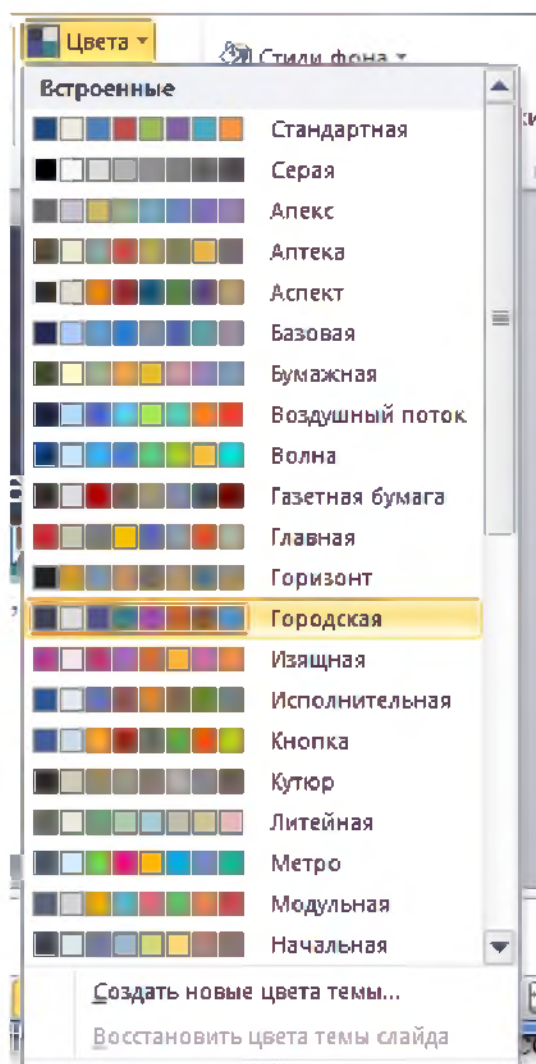 Цвета
Стили фона
Встроенные
Стандартная
Серая
Апекс
Аптека
Аспект
Базовая
Бумажная
Воздушный поток
Волна
Газетная бумага
Главная
Горизонт
Городская
Изящная
Исполнительная
Кнопка
Кутюр
Литейная
Метро
Модульная
Начальная
Создать новые цвета темы...
Восстановить цвета темы слайда